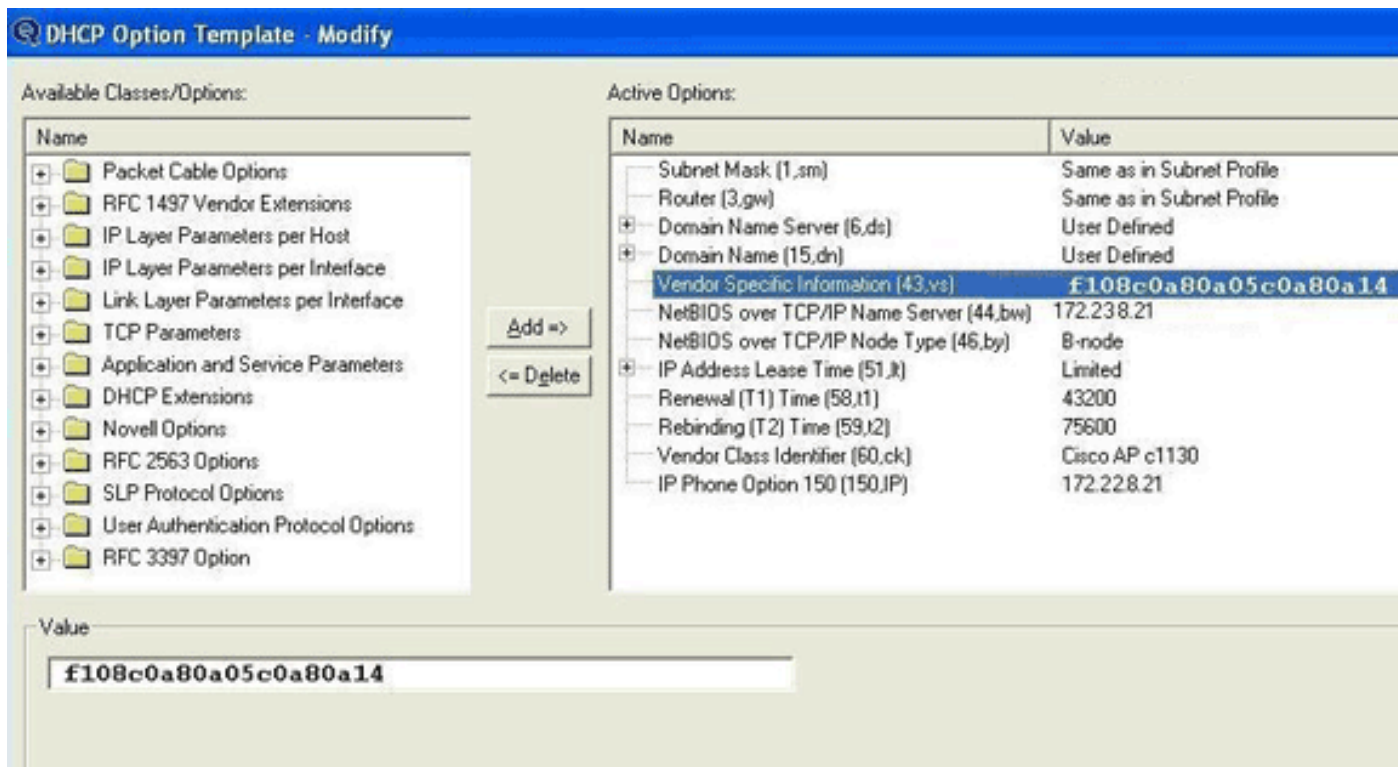 DHCP Option Template - Modify
Available Classes/Options:
Name
Packet Cable Options
RFC 1497 Vendor Extensions
IP Layer Parameters per Host
IP Layer Parameters per Interface
Link Layer Parameters per Interface
TCP Parameters
Application and Service Parameters
DHCP Extensions
Novell Options
RFC 2563 Options
SLP Protocol Options
User Authentication Protocol Options
RFC 3397 Option
Add =>
<= Delete
Active Options:
Name Value
Subnet Mask (1,sm) Same as in Subnet Profile
Router (3,gw) Same as in Subnet Profile
Domain Name Server (6,ds) User Defined
Domain Name (15,dn) User Defined
Vendor Specific Information (43,vs) f108c0a80a05c0a80a14
NetBIOS over TCP/IP Name Server (44,bw) 172.238.21
NetBIOS over TCP/IP Node Type (46,by) B-node
IP Address Lease Time (51,lt) Limited
Renewal (T1) Time (58,t1) 43200
Rebinding (T2) Time (59,t2) 75600
Vendor Class Identifier (60,ck) Cisco AP c1130
IP Phone Option 150 (150,IP) 172.22.8.21
Value
f108c0a80a05c0a80a14